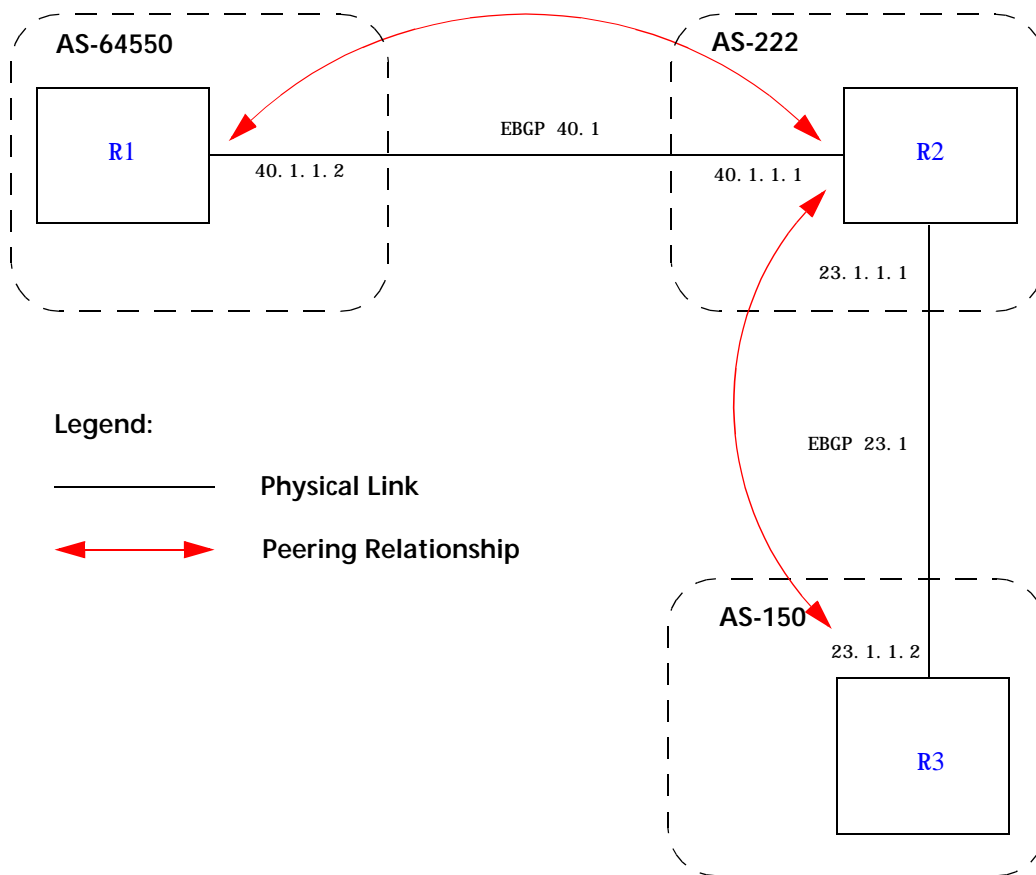 AS-64550
AS-222
R1
EBGP 40.1
R2
40.1.1.2
40.1.1.1
23.1.1.1
Legend:
EBGP 23.1
Physical Link
Peering Relationship
AS-150
23.1.1.2
R3